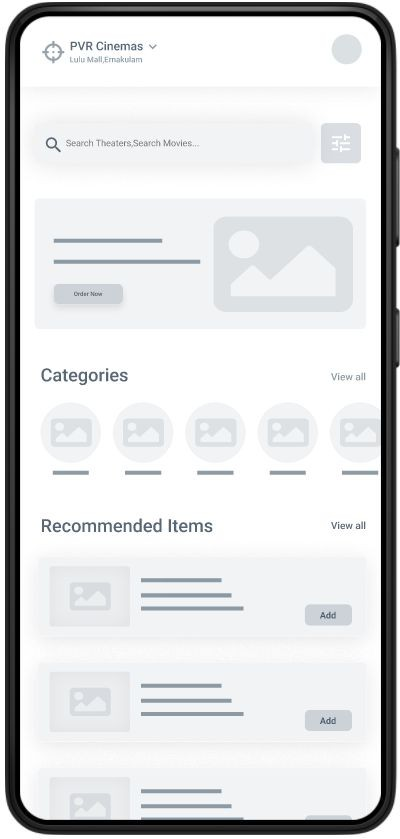 PVR Cinemas
Lulu Mall,Ernakulam
Search Theaters,Search Movies...
Order Now
Categories
View all
Recommended Items
View all
Add
Add